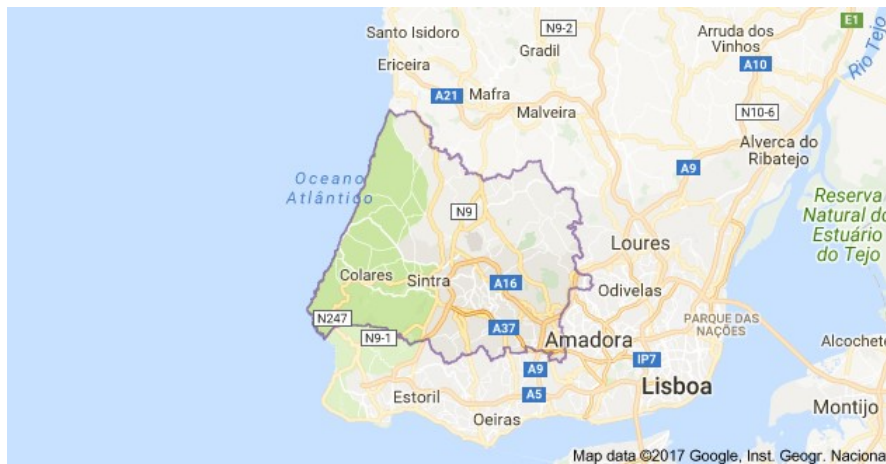 E1
Santo Isidoro
N9-2
Arruda dos
Vinhos
Gradil
Ericeira
A10
Rio Tejo
A21
Mafra
Malveira
N10-6
Alverca do
Ribatejo
A9
Oceano
Atlântico
Reserva
Natural do
Estuário
do Tejo
N9
Loures
Colares
Sintra
A16
Odivelas
N247
PARQUE DAS
NAÇÕES
A37
N9-1
Amadora
Alcochete
IP7
A9
Lisboa
Estoril
A5
Montijo
Oeiras
Map data ©2017 Google, Inst. Geogr. Naciona